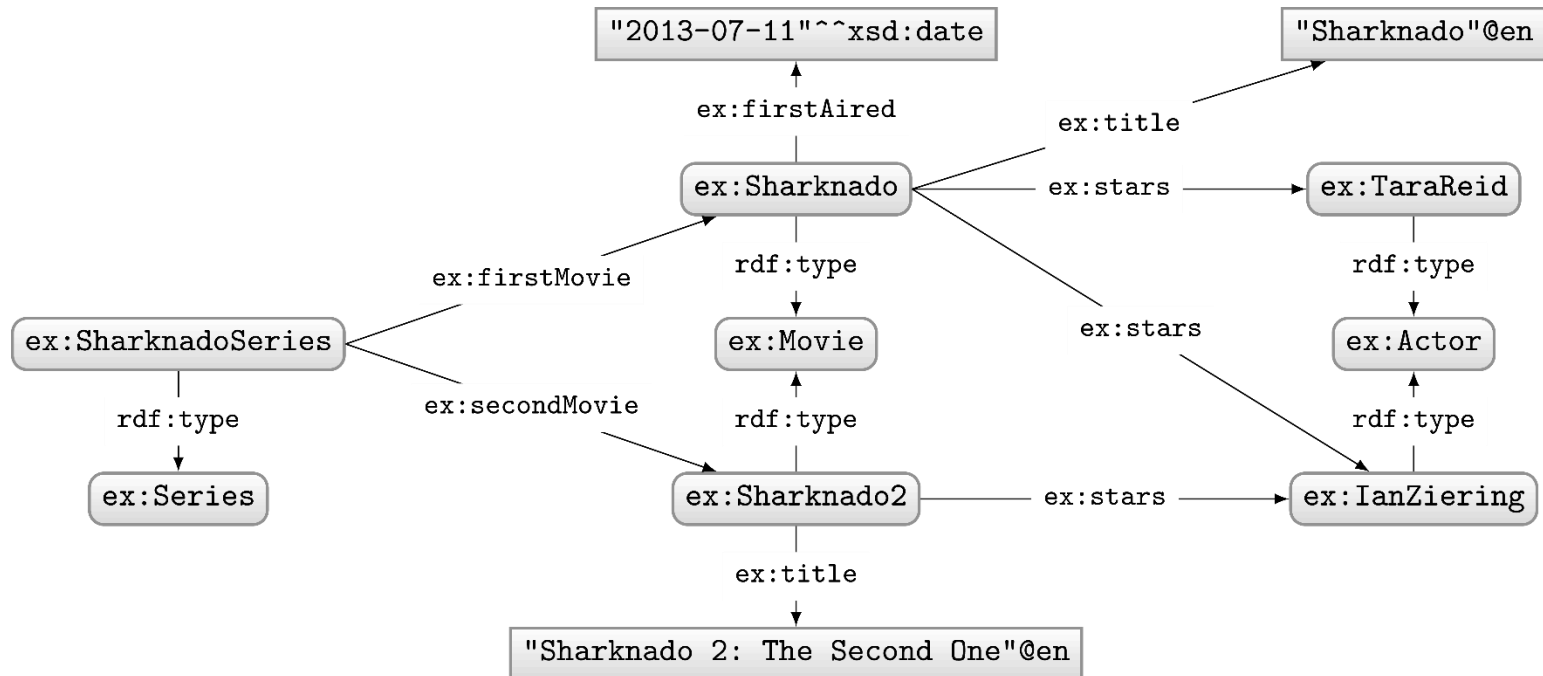 "2013-07-11"^^xsd:date
"Sharknado"@en
ex:firstAired
ex:title
ex:Sharknado
ex:stars
ex:TaraReid
ex:firstMovie
rdf:type
rdf:type
ex:SharknadoSeries
ex:Movie
ex:stars
ex:Actor
rdf:type
ex:secondMovie
rdf:type
rdf:type
ex:Series
ex:Sharknado2
ex:stars
ex:IanZiering
ex:title
"Sharknado 2: The Second One"@en